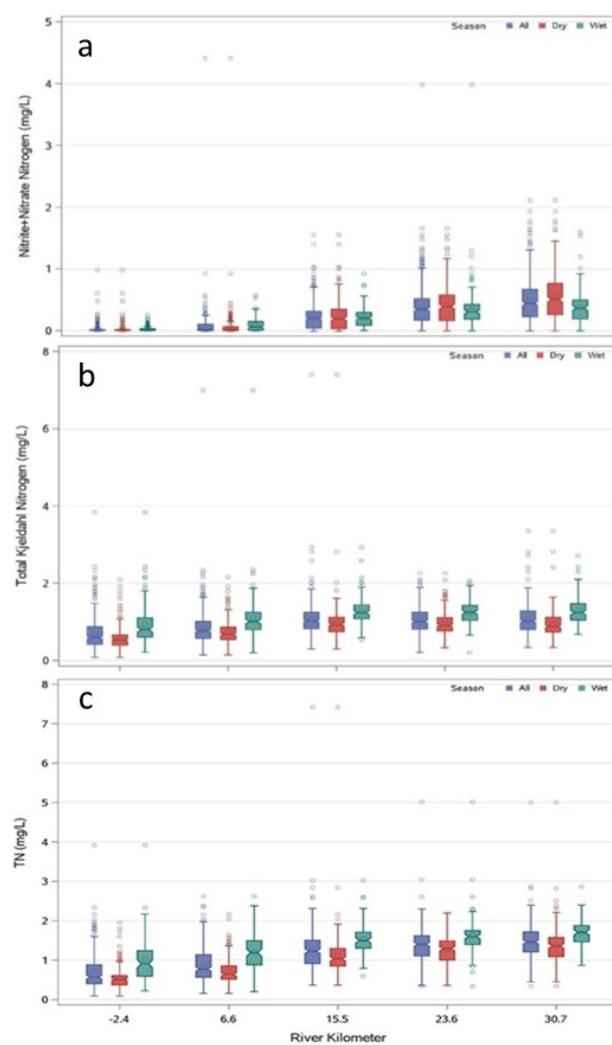 a
Season All Dry Wet
5
4
3
2
1
0
Nitrite+Nitrate Nitrogen (mg/L)
b
Season All Dry Wet
8
6
4
2
0
Total Kjeldahl Nitrogen (mg/L)
c
Season All Dry Wet
8
7
6
5
4
3
2
1
0
TN (mg/L)
-2.4 6.6 15.5 23.6 30.7
River Kilometer